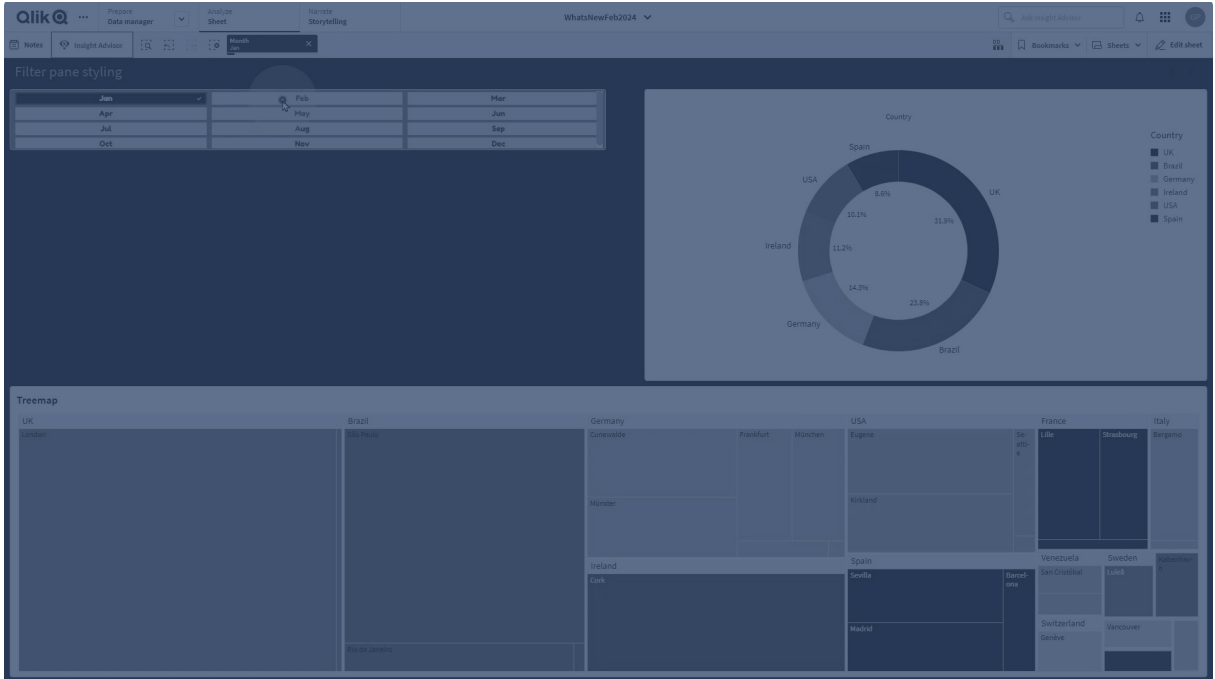 Qlik
Prepare
Data manager
Analyze
Sheet
Narrate
Storytelling
WhatsNewFeb2024
Ask Insight Advisor
Notes
Insight Advisor
Month
Jan
Bookmarks
Sheets
Edit sheet
Filter pane styling
Jan Feb Mar
Apr May Jun
Jul Aug Sep
Oct Nov Dec
Country
Spain
USA
UK
Ireland
Germany
Brazil
8.6%
10.1%
31.9%
11.2%
14.3%
23.8%
Country
UK
Brazil
Germany
Ireland
USA
Spain
Treemap
UK
London
Brazil
São Paulo
Rio de Janeiro
Germany
Cunewalde
Frankfurt
München
Münster
Ireland
Cork
USA
Eugene
Se-
attl-
e
Kirkland
Spain
Sevilla
Barcel-
ona
Madrid
France
Lille
Strasbourg
Italy
Bergamo
Venezuela
San Cristóbal
Sweden
Luleå
Switzerland
Genève
Vancouver